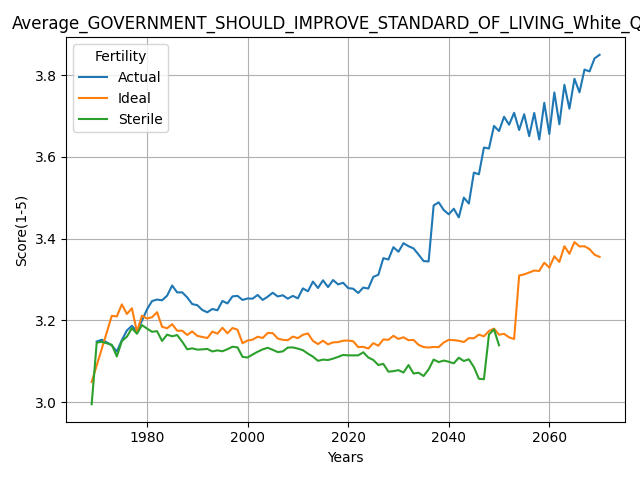 Average_GOVERNMENT_SHOULD_IMPROVE_STANDARD_OF_LIVING_White_Q
Fertility
Actual
Ideal
Sterile
Score(1-5)
3.8
3.6
3.4
3.2
3.0
1980 2000 2020 2040 2060
Years